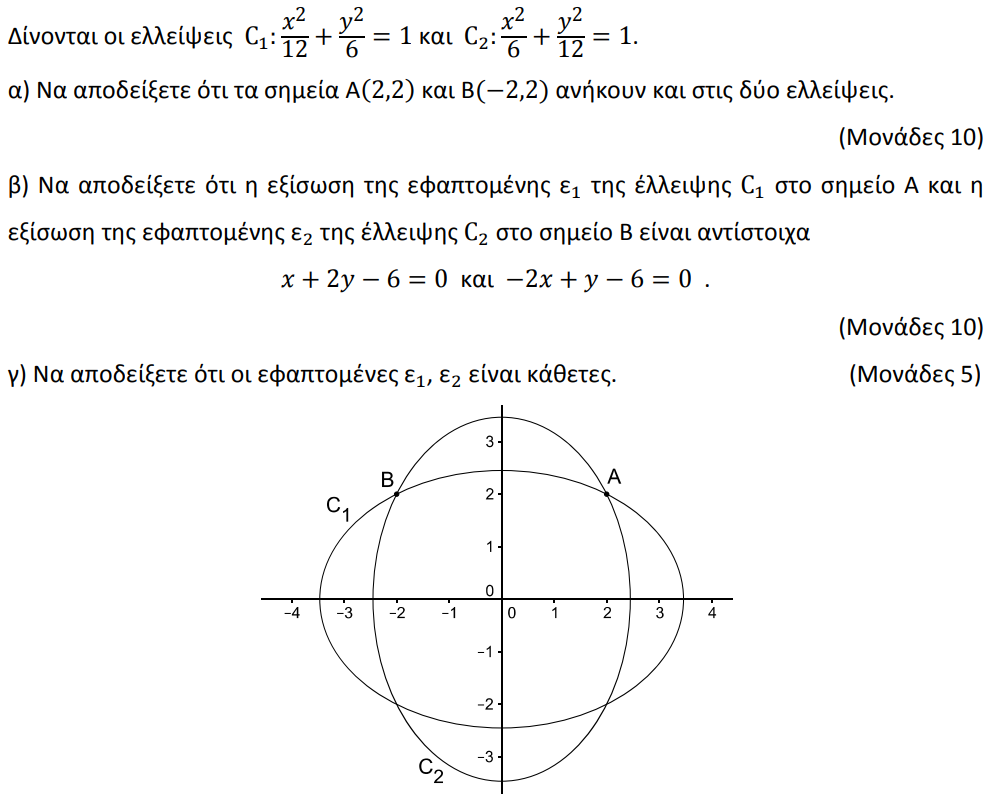 Δίνονται οι ελλείψεις C₁: x²/12 + y²/6 = 1 και C₂: x²/6 + y²/12 = 1.
α) Να αποδείξετε ότι τα σημεία Α(2,2) και Β(−2,2) ανήκουν και στις δύο ελλείψεις.
(Μονάδες 10)
β) Να αποδείξετε ότι η εξίσωση της εφαπτομένης ε₁ της έλλειψης C₁ στο σημείο Α και η
εξίσωση της εφαπτομένης ε₂ της έλλειψης C₂ στο σημείο Β είναι αντίστοιχα
x + 2y − 6 = 0 και −2x + y − 6 = 0 .
(Μονάδες 10)
γ) Να αποδείξετε ότι οι εφαπτομένες ε₁, ε₂ είναι κάθετες. (Μονάδες 5)
3
B A
C₁ 2
1
0
−4 −3 −2 −1 0 1 2 3 4
−1
−2
−3
C₂